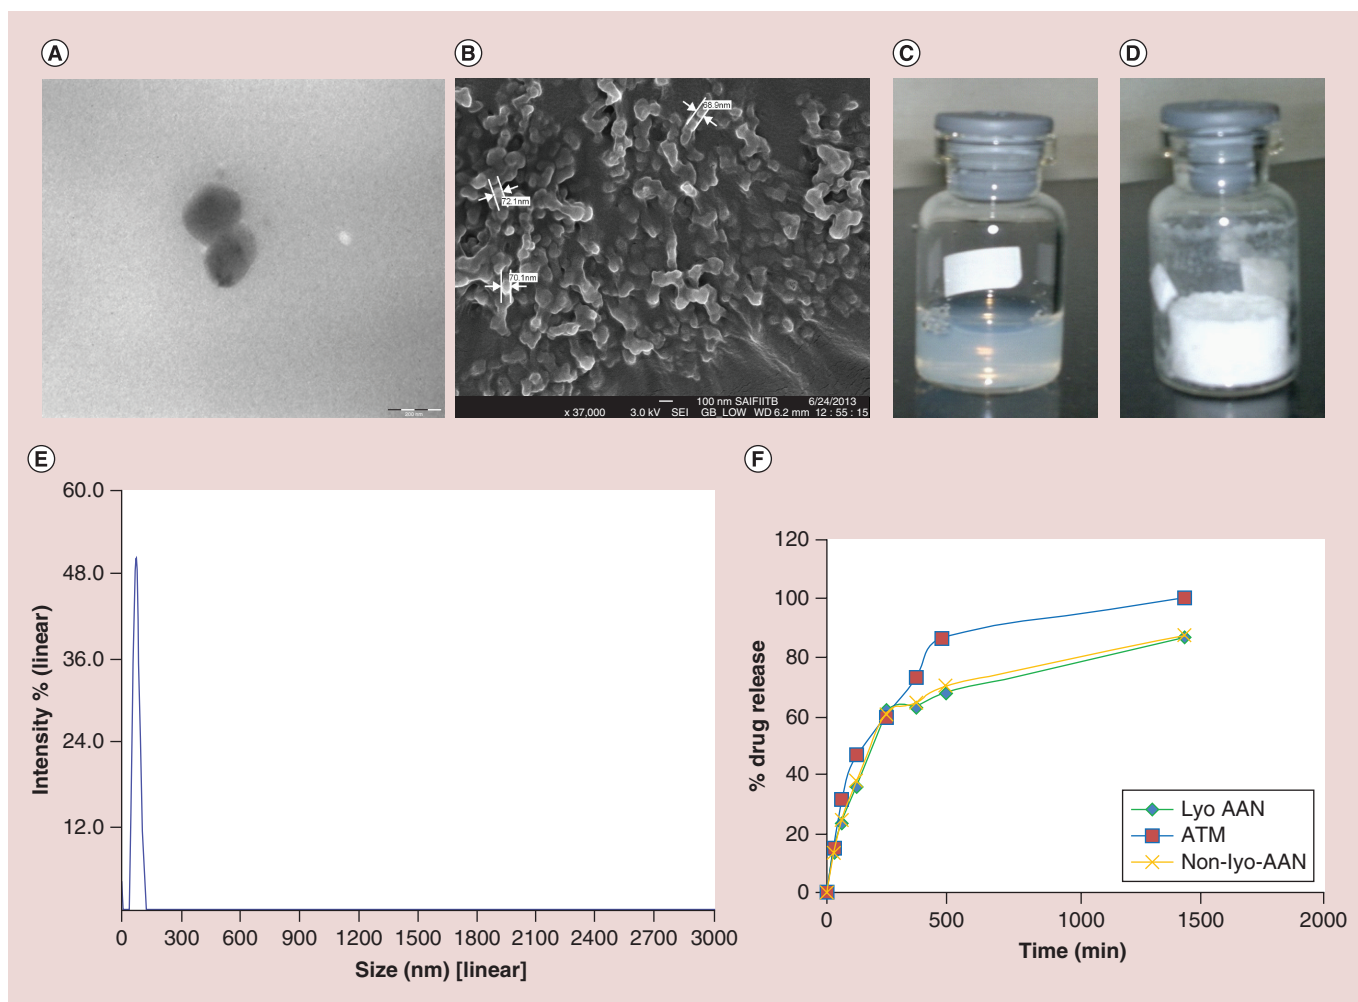 A
B
C
D
200 nm
68.9nm
72.1nm
70.1nm
100 nm SAIFIITB 6/24/2013
x 37,000 3.0 kV SEI GB_LOW WD 6.2 mm 12 : 55 : 15
E
60.0
48.0
36.0
24.0
12.0
Intensity % (linear)
0 300 600 900 1200 1500 1800 2100 2400 2700 3000
Size (nm) [linear]
F
120
100
80
60
40
20
0
% drug release
Lyo AAN
ATM
Non-lyo-AAN
0 500 1000 1500 2000
Time (min)